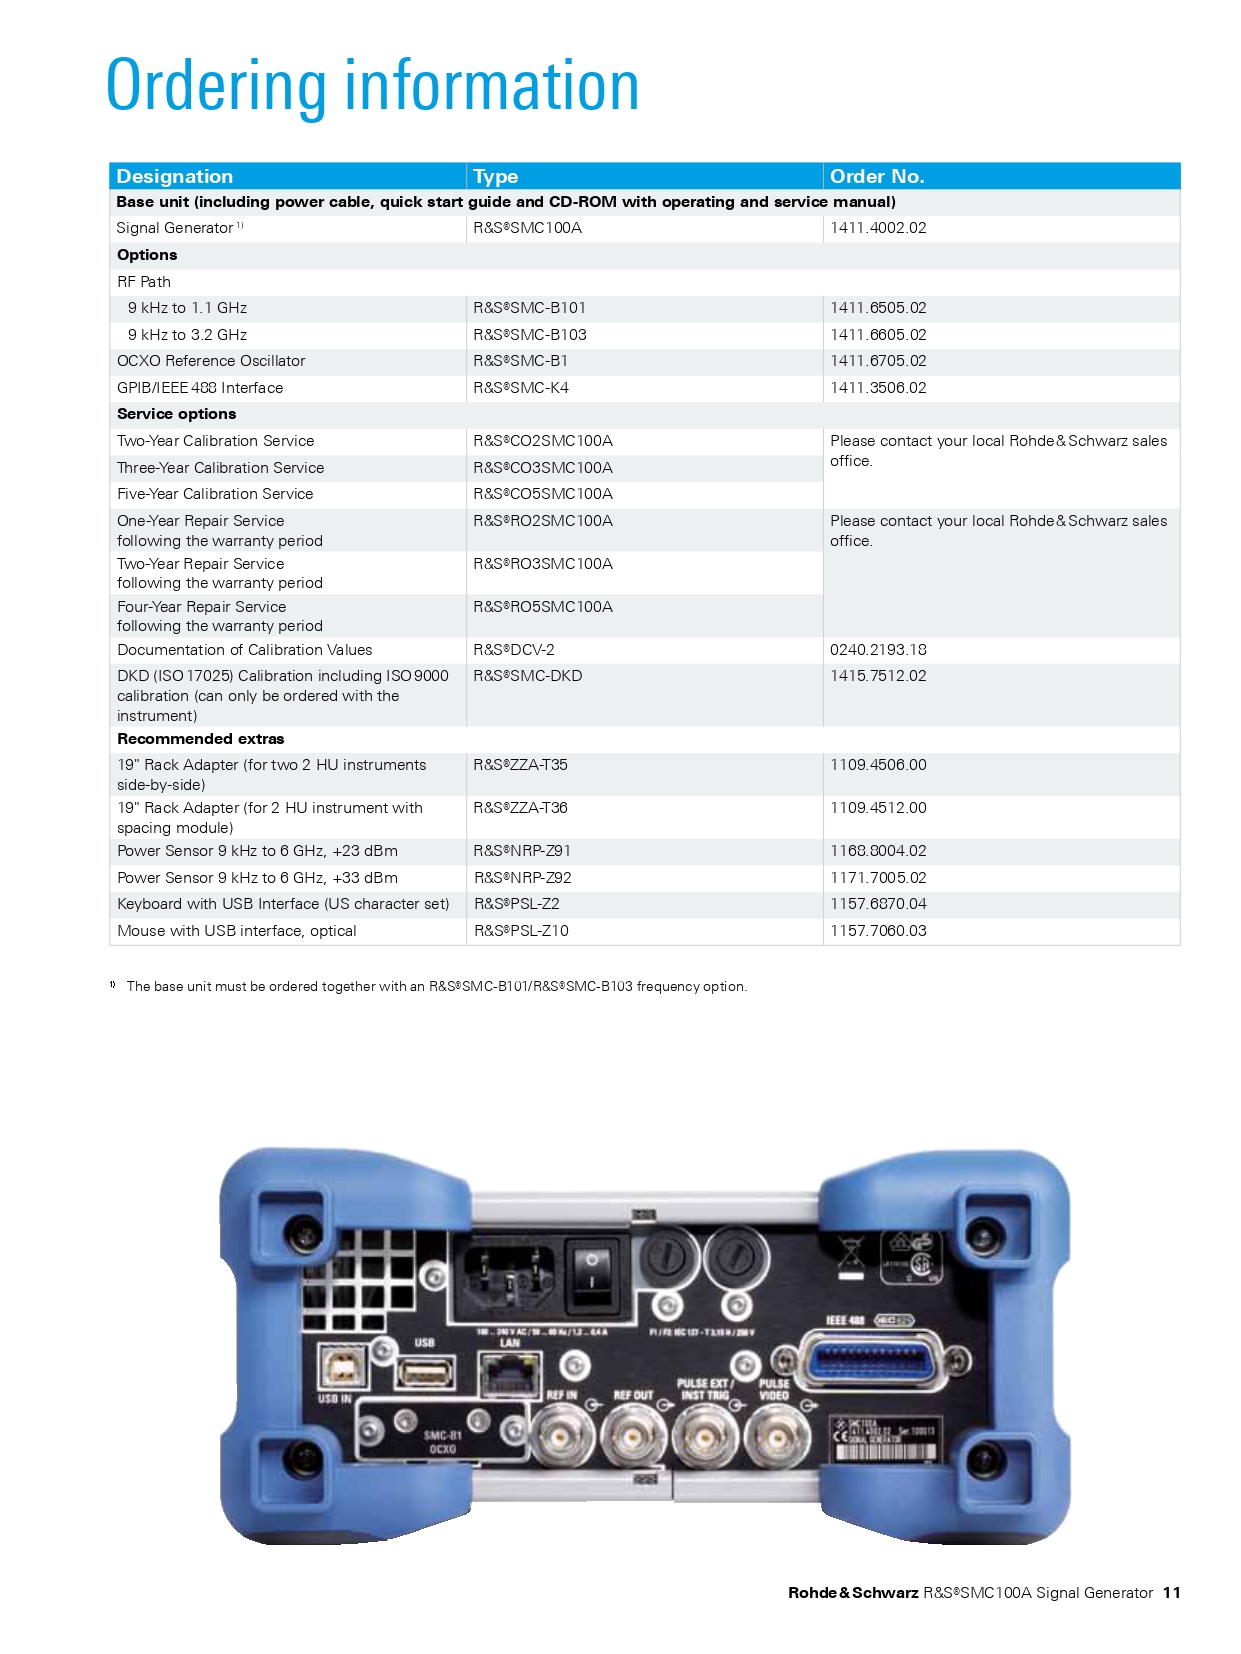 Ordering information
Designation Type Order No.
Base unit (including power cable, quick start guide and CD-ROM with operating and service manual)
Signal Generator 1) R&S®SMC100A 1411.4002.02
Options
RF Path
9 kHz to 1.1 GHz R&S®SMC-B101 1411.6505.02
9 kHz to 3.2 GHz R&S®SMC-B103 1411.6605.02
OCXO Reference Oscillator R&S®SMC-B1 1411.6705.02
GPIB/IEEE 488 Interface R&S®SMC-K4 1411.3506.02
Service options
Two-Year Calibration Service R&S®CO2SMC100A Please contact your local Rohde & Schwarz sales
office.
Three-Year Calibration Service R&S®CO3SMC100A
Five-Year Calibration Service R&S®CO5SMC100A
One-Year Repair Service R&S®RO2SMC100A Please contact your local Rohde & Schwarz sales
following the warranty period office.
Two-Year Repair Service R&S®RO3SMC100A
following the warranty period
Four-Year Repair Service R&S®RO5SMC100A
following the warranty period
Documentation of Calibration Values R&S®DCV-2 0240.2193.18
DKD (ISO 17025) Calibration including ISO 9000 R&S®SMC-DKD 1415.7512.02
calibration (can only be ordered with the
instrument)
Recommended extras
19" Rack Adapter (for two 2 HU instruments R&S®ZZA-T35 1109.4506.00
side-by-side)
19" Rack Adapter (for 2 HU instrument with R&S®ZZA-T36 1109.4512.00
spacing module)
Power Sensor 9 kHz to 6 GHz, +23 dBm R&S®NRP-Z91 1168.8004.02
Power Sensor 9 kHz to 6 GHz, +33 dBm R&S®NRP-Z92 1171.7005.02
Keyboard with USB Interface (US character set) R&S®PSL-Z2 1157.6870.04
Mouse with USB interface, optical R&S®PSL-Z10 1157.7060.03
1) The base unit must be ordered together with an R&S®SMC-B101/R&S®SMC-B103 frequency option.
IEEE 488
USB LAN
USB IN
REF IN REF OUT
PULSE EXT /
INST TRIG
PULSE
VIDEO
SMC-B1
OCXO
SMC100A
SIGNAL GENERATOR
Rohde & Schwarz R&S®SMC100A Signal Generator 11